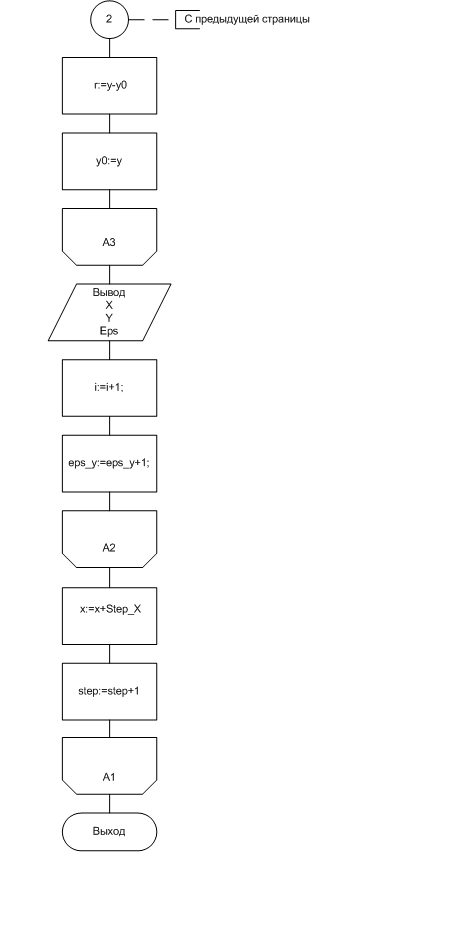 2
С предыдущей страницы
r:=y-y0
y0:=y
A3
Вывод
X
Y
Eps
i:=i+1;
eps_y:=eps_y+1;
A2
x:=x+Step_X
step:=step+1
A1
Выход